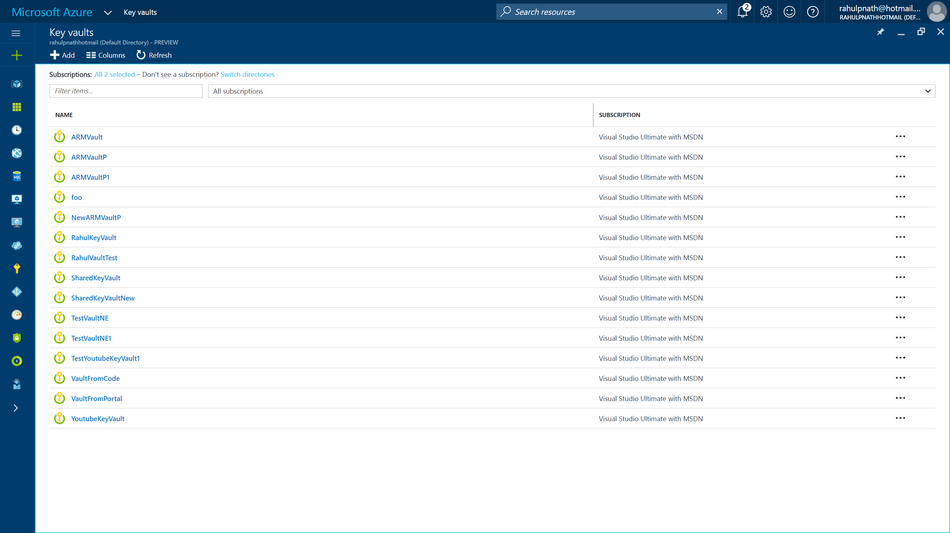 Microsoft Azure Key vaults Search resources 2 rahulpnath@hotmail....
RAHULPNATHHOTMAIL (DEF...
Key vaults
rahulpnathhotmail (Default Directory) - PREVIEW
Add Columns Refresh
Subscriptions: All 2 selected – Don't see a subscription? Switch directories
Filter items... All subscriptions
NAME SUBSCRIPTION
ARMVault Visual Studio Ultimate with MSDN
ARMVaultP Visual Studio Ultimate with MSDN
ARMVaultP1 Visual Studio Ultimate with MSDN
foo Visual Studio Ultimate with MSDN
NewARMVaultP Visual Studio Ultimate with MSDN
RahulKeyVault Visual Studio Ultimate with MSDN
RahulVaultTest Visual Studio Ultimate with MSDN
SharedKeyVault Visual Studio Ultimate with MSDN
SharedKeyVaultNew Visual Studio Ultimate with MSDN
TestVaultNE Visual Studio Ultimate with MSDN
TestVaultNE1 Visual Studio Ultimate with MSDN
TestYoutubeKeyVault1 Visual Studio Ultimate with MSDN
VaultFromCode Visual Studio Ultimate with MSDN
VaultFromPortal Visual Studio Ultimate with MSDN
YoutubeKeyVault Visual Studio Ultimate with MSDN